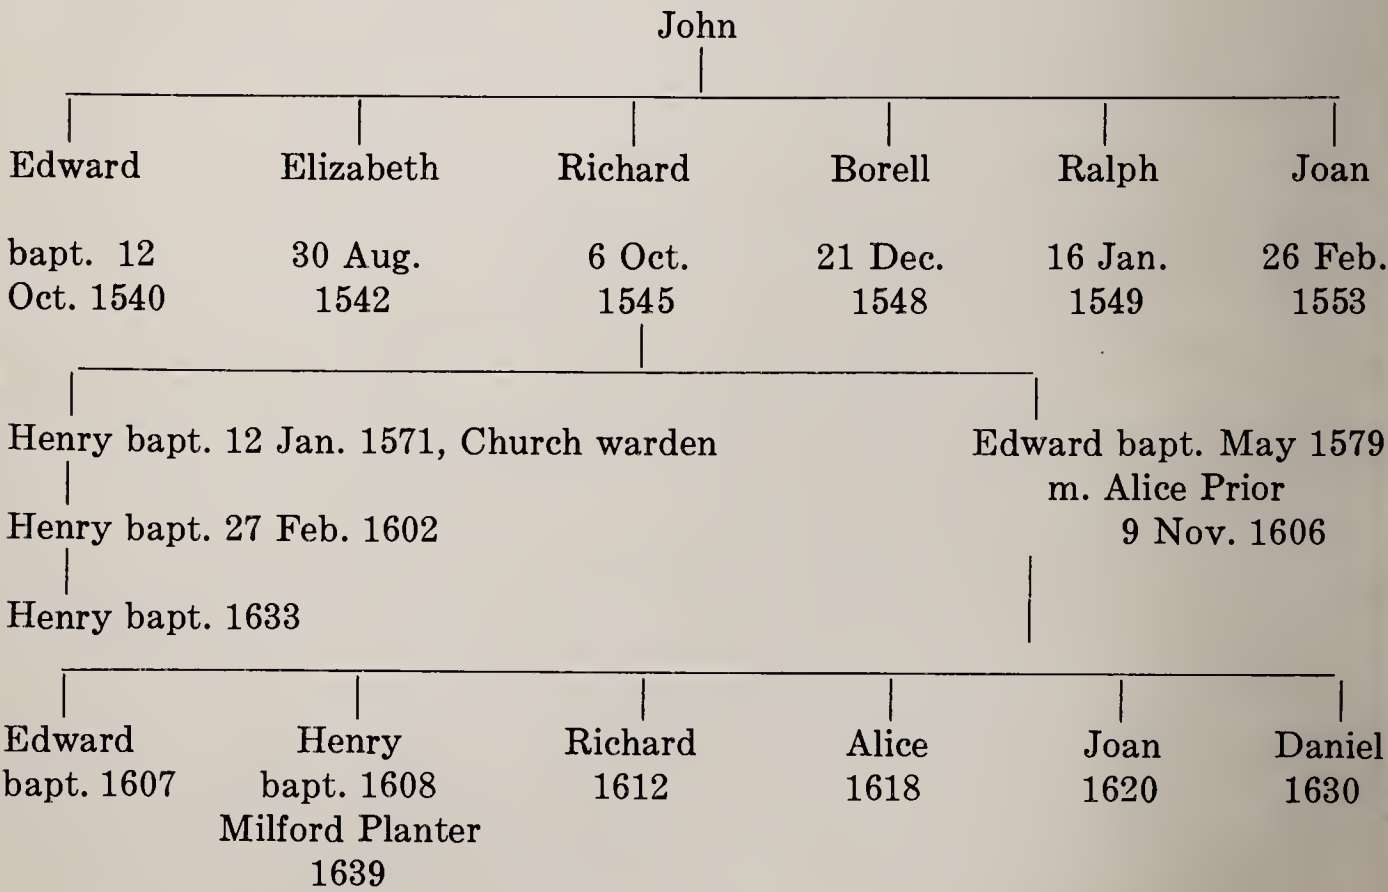 John
Edward Elizabeth Richard Borell Ralph Joan
bapt. 12 30 Aug. 6 Oct. 21 Dec. 16 Jan. 26 Feb.
Oct. 1540 1542 1545 1548 1549 1553
Henry bapt. 12 Jan. 1571, Church warden
Edward bapt. May 1579
m. Alice Prior
9 Nov. 1606
Henry bapt. 27 Feb. 1602
Henry bapt. 1633
Edward Henry Richard Alice Joan Daniel
bapt. 1607 bapt. 1608 1612 1618 1620 1630
Milford Planter
1639